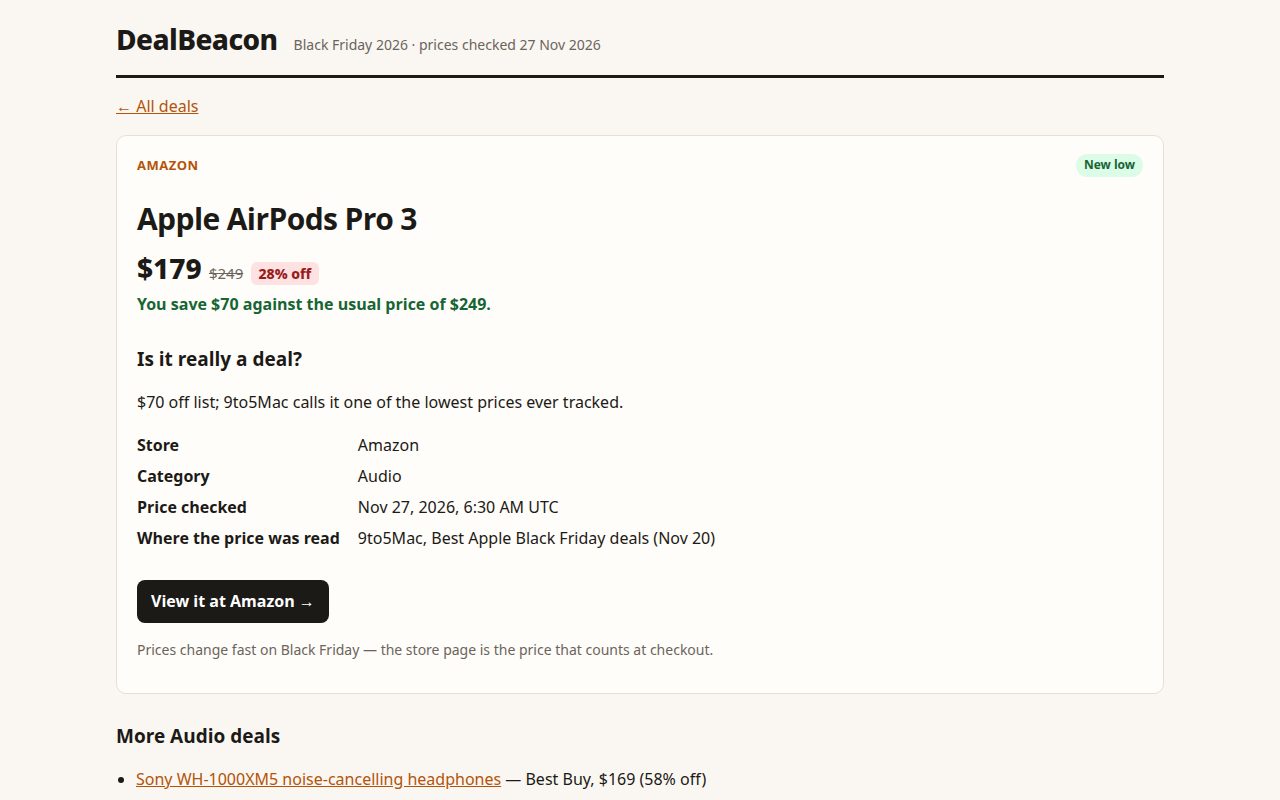 DealBeacon Black Friday 2026 · prices checked 27 Nov 2026
← All deals
AMAZON New low
Apple AirPods Pro 3
$179 $249 28% off
You save $70 against the usual price of $249.
Is it really a deal?
$70 off list; 9to5Mac calls it one of the lowest prices ever tracked.
Store Amazon
Category Audio
Price checked Nov 27, 2026, 6:30 AM UTC
Where the price was read 9to5Mac, Best Apple Black Friday deals (Nov 20)
View it at Amazon →
Prices change fast on Black Friday — the store page is the price that counts at checkout.
More Audio deals
• Sony WH-1000XM5 noise-cancelling headphones — Best Buy, $169 (58% off)